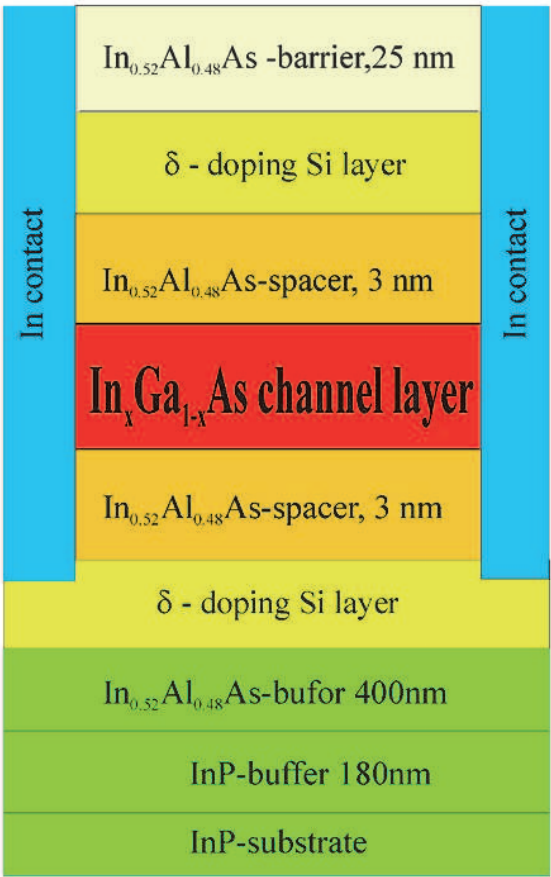 In₀.₅₂Al₀.₄₈As -barrier,25 nm
δ - doping Si layer
In contact
In₀.₅₂Al₀.₄₈As-spacer, 3 nm
In contact
InₓGa₁₋ₓAs channel layer
In₀.₅₂Al₀.₄₈As-spacer, 3 nm
δ - doping Si layer
In₀.₅₂Al₀.₄₈As-bufor 400nm
InP-buffer 180nm
InP-substrate